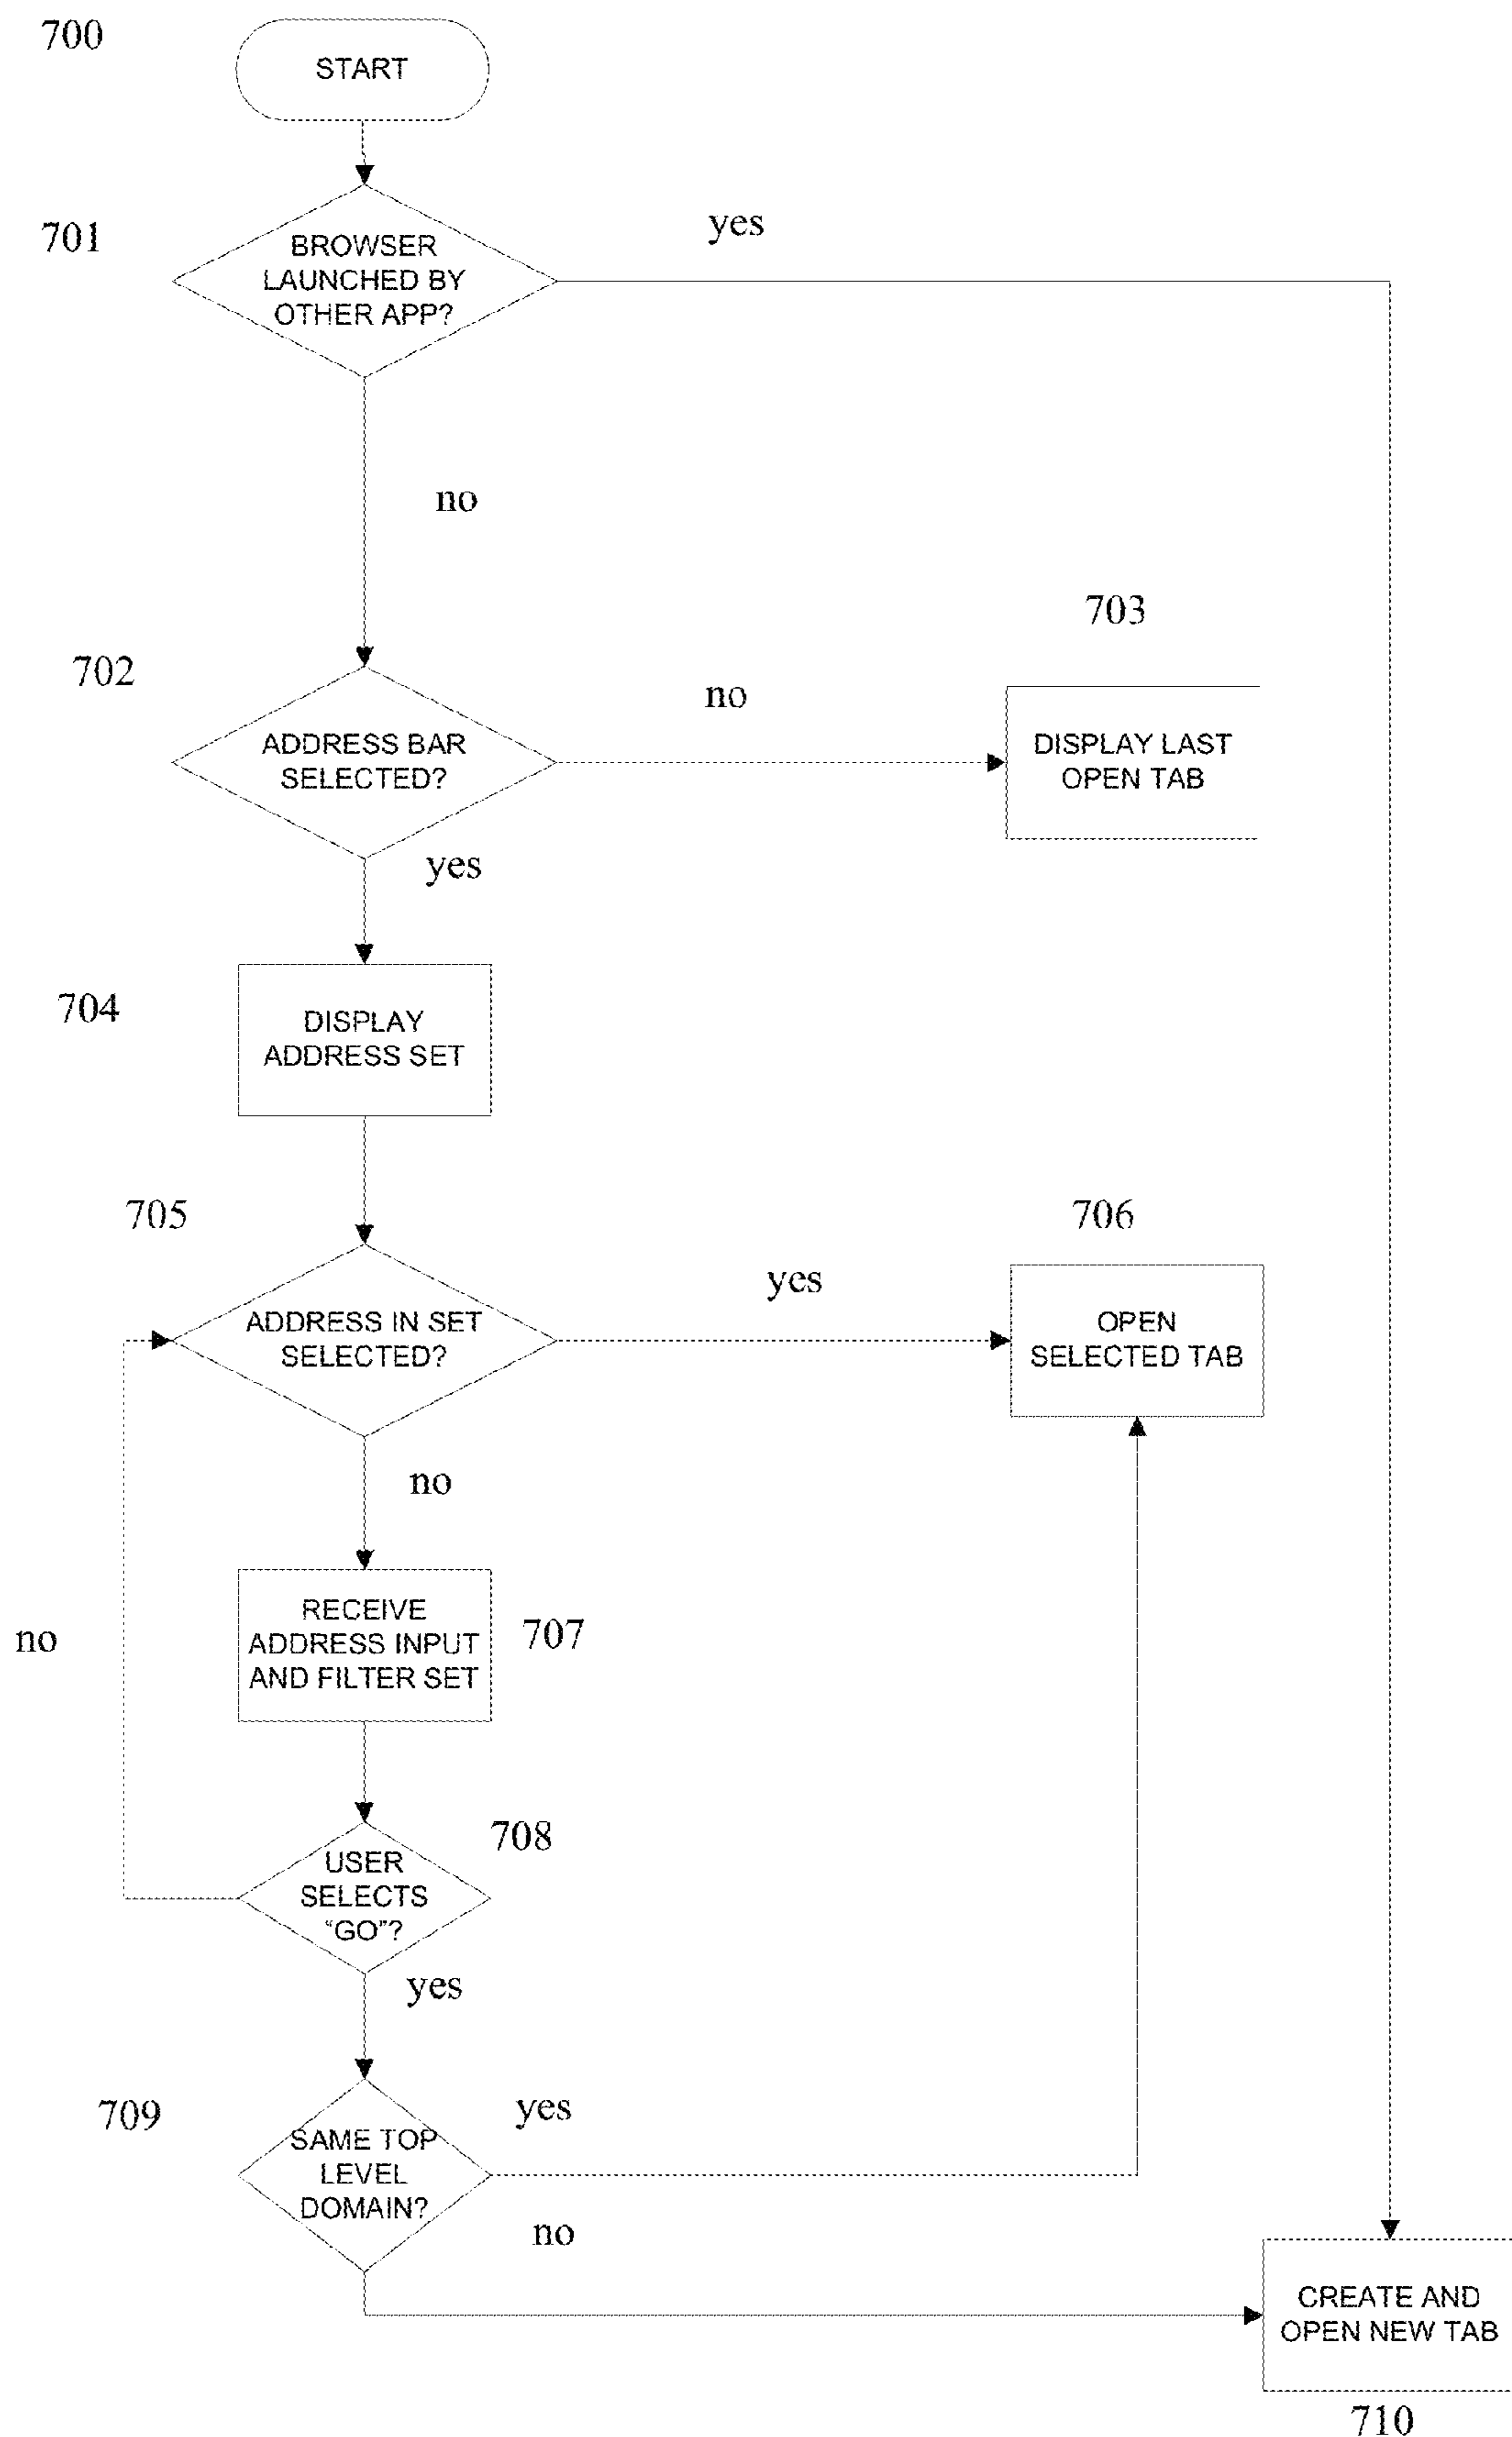 700
START
701
BROWSER
LAUNCHED BY
OTHER APP?
yes
no
703
702
ADDRESS BAR
SELECTED?
no
DISPLAY LAST
OPEN TAB
yes
704
DISPLAY
ADDRESS SET
705
706
ADDRESS IN SET
SELECTED?
yes
OPEN
SELECTED TAB
no
RECEIVE
ADDRESS INPUT
AND FILTER SET
707
no
708
USER
SELECTS
“GO”?
yes
709
SAME TOP
LEVEL
DOMAIN?
yes
no
CREATE AND
OPEN NEW TAB
710